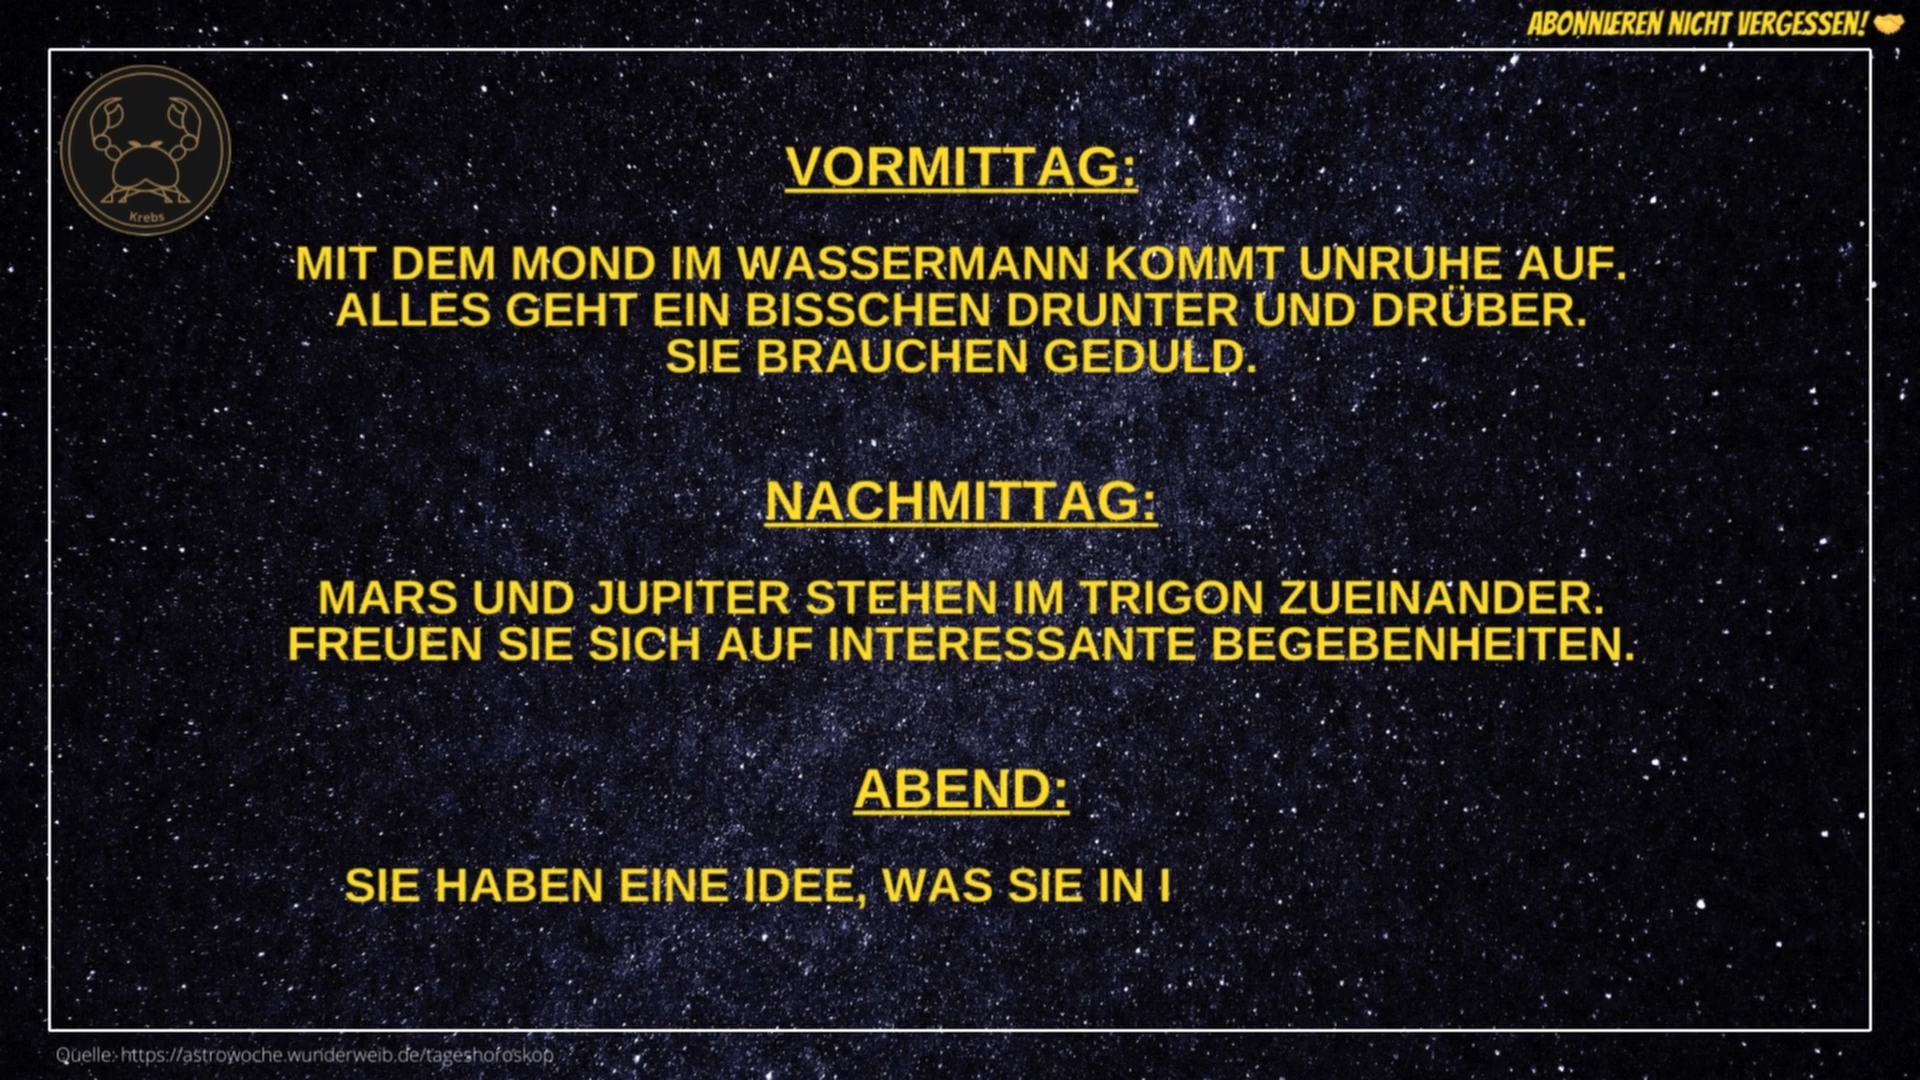 ABONNIEREN NICHT VERGESSEN!
Krebs
VORMITTAG:
MIT DEM MOND IM WASSERMANN KOMMT UNRUHE AUF.
ALLES GEHT EIN BISSCHEN DRUNTER UND DRÜBER.
SIE BRAUCHEN GEDULD.
NACHMITTAG:
MARS UND JUPITER STEHEN IM TRIGON ZUEINANDER.
FREUEN SIE SICH AUF INTERESSANTE BEGEBENHEITEN.
ABEND:
SIE HABEN EINE IDEE, WAS SIE IN I
Quelle: https://astrowoche.wunderweib.de/tageshoroskop